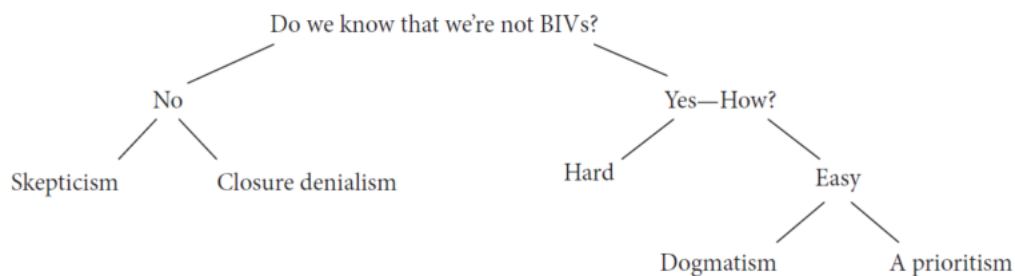 Do we know that we're not BIVs?
No
Yes—How?
Skepticism
Closure denialism
Hard
Easy
Dogmatism
A prioritism